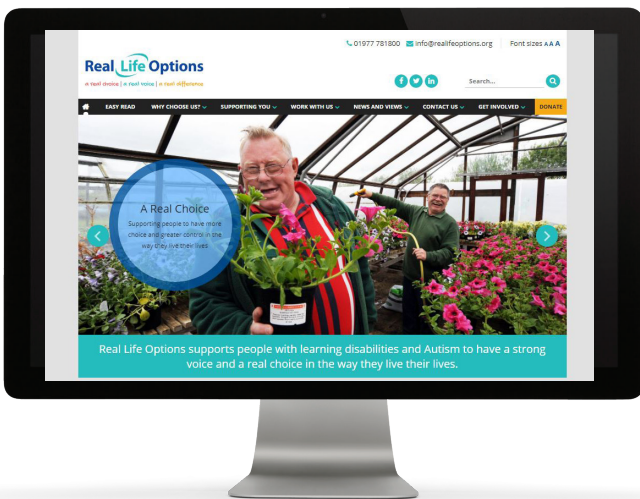 01977 781800 info@realifeoptions.org Font sizes A A A
Real Life Options
a real choice | a real voice | a real difference
Search...
EASY READ WHY CHOOSE US? SUPPORTING YOU WORK WITH US NEWS AND VIEWS CONTACT US GET INVOLVED DONATE
A Real Choice
Supporting people to have more
choice and greater control in the
way they live their lives
Real Life Options supports people with learning disabilities and Autism to have a strong
voice and a real choice in the way they live their lives.